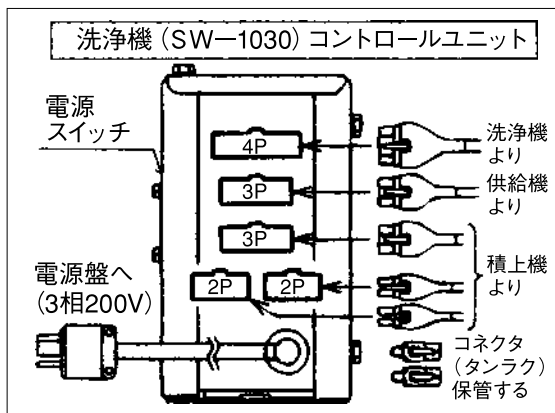 洗浄機（SW－1030）コントロールユニット
電源
スイッチ
4P
洗浄機
より
3P
供給機
より
3P
積上機
より
2P
2P
電源盤へ
（3相200V）
コネクタ
（タンラク）
保管する